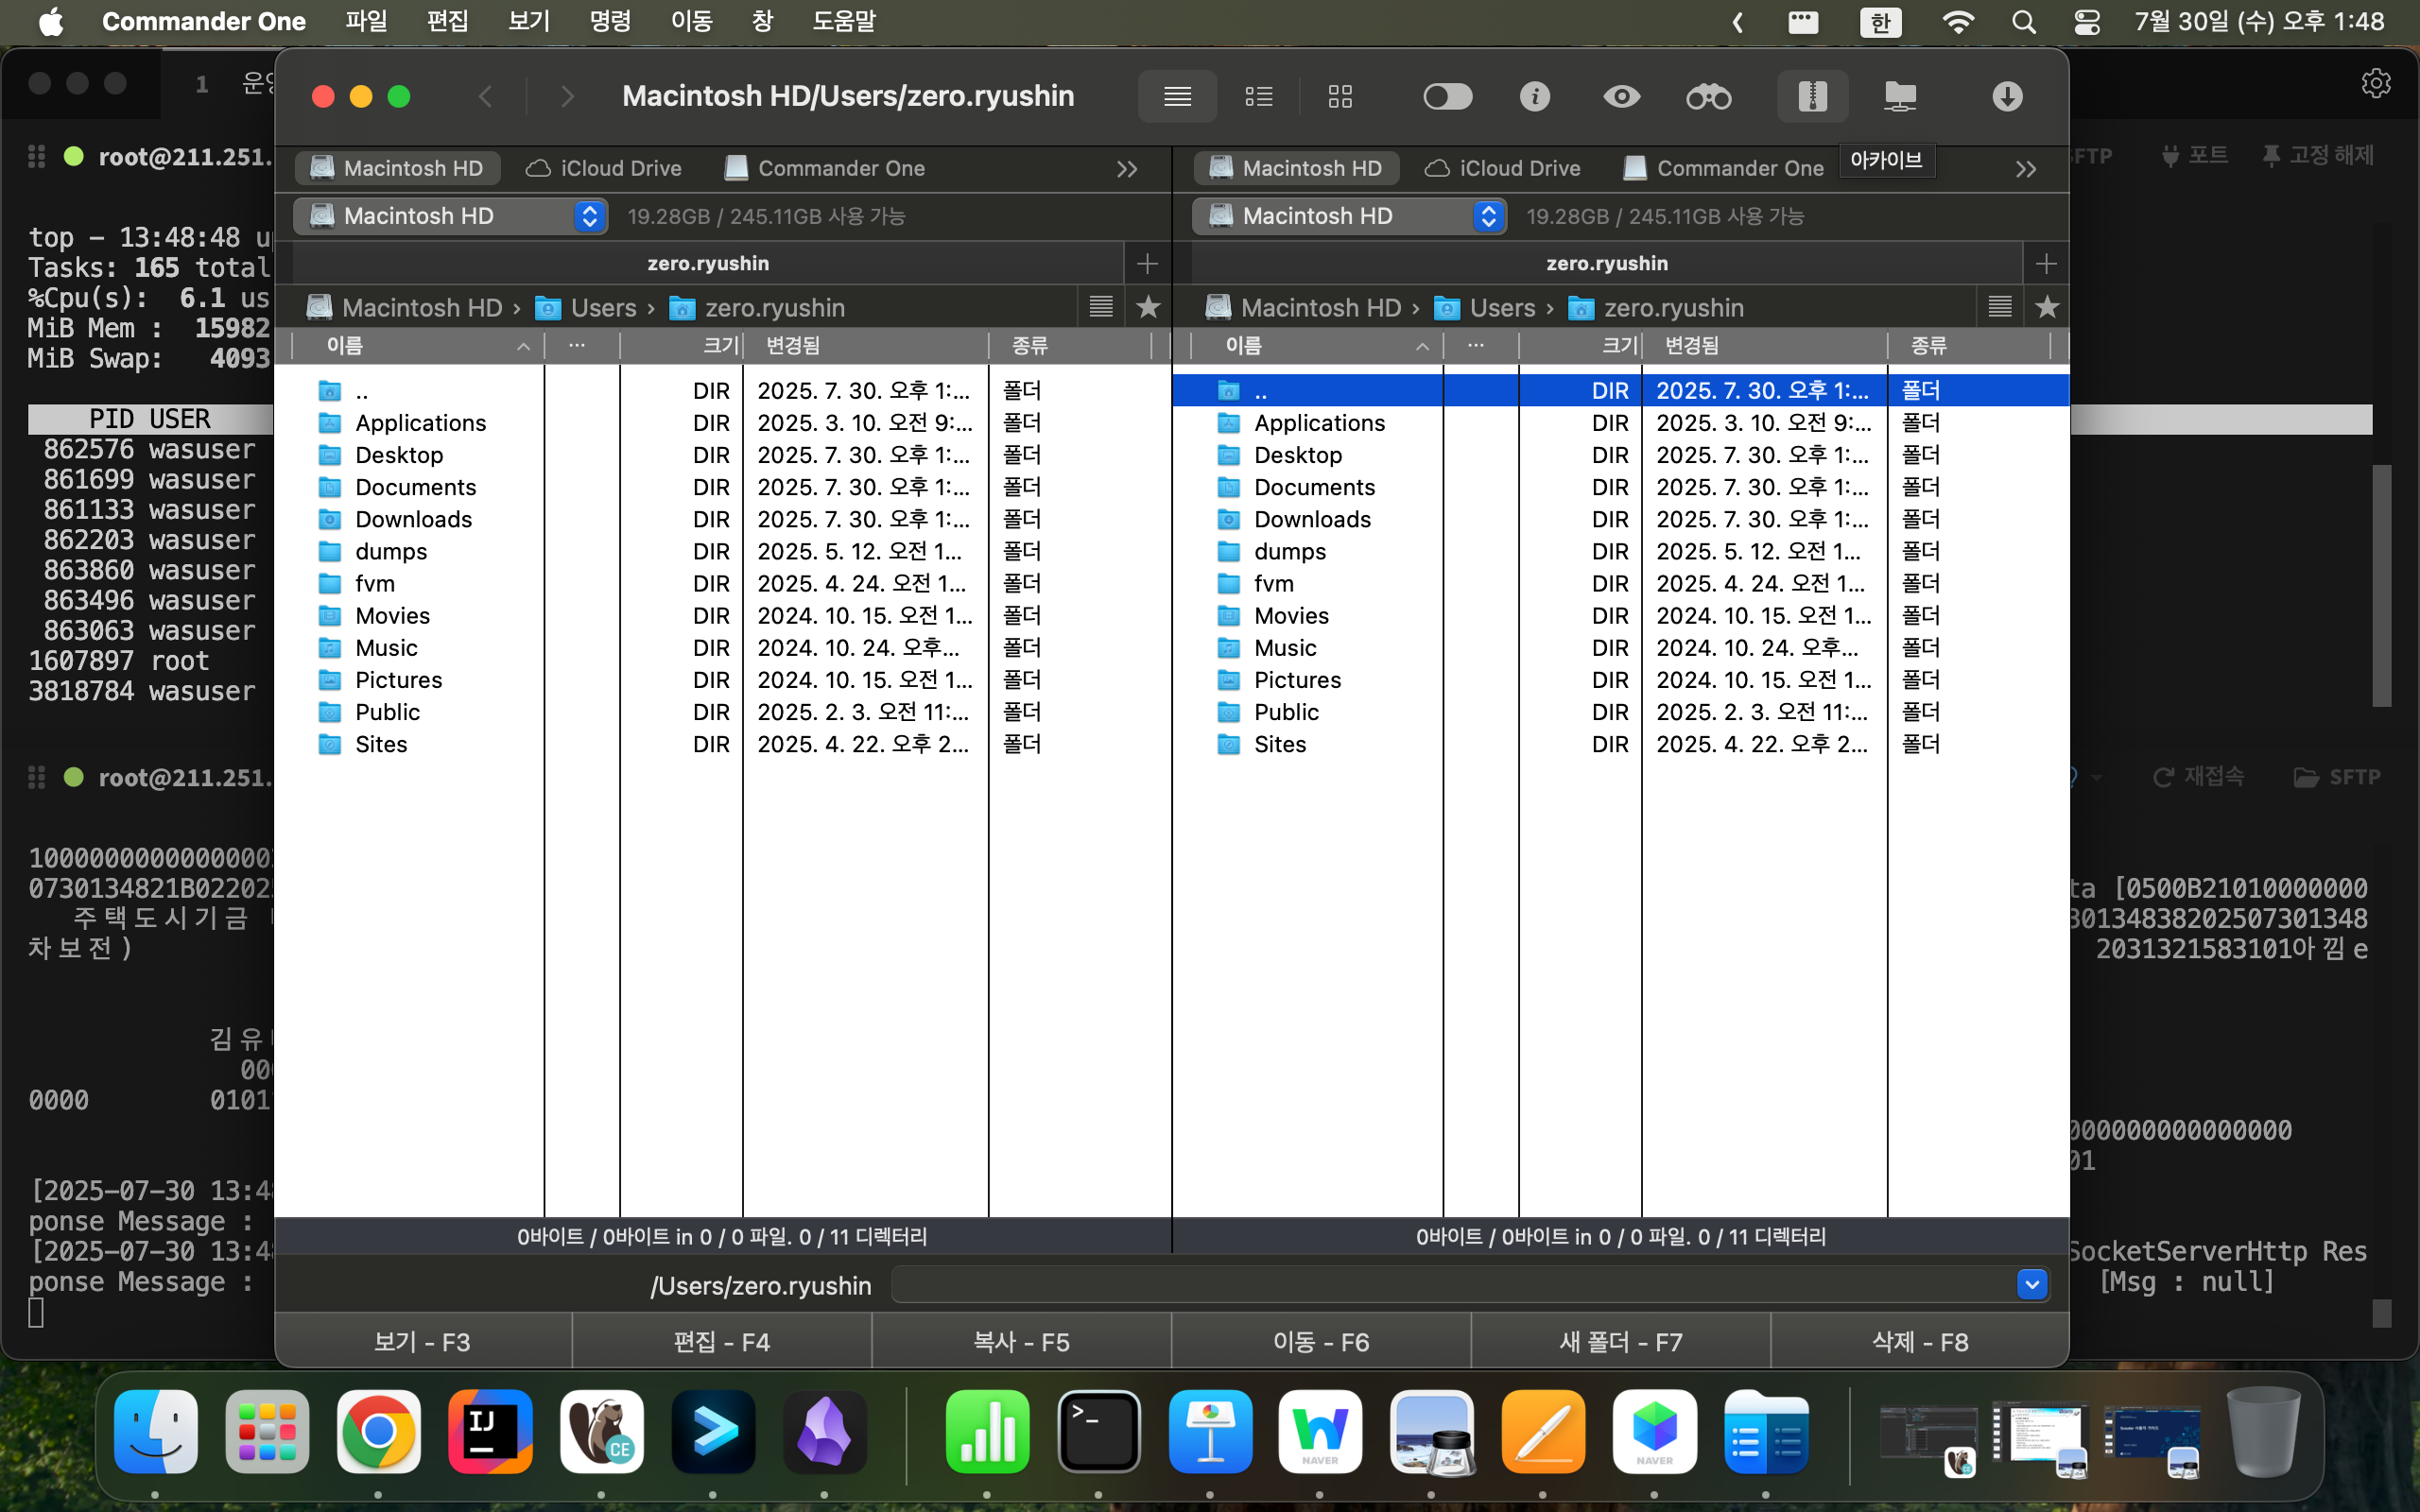 Commander One 파일 편집 보기 명령 이동 창 도움말 한 7월 30일 (수) 오후 1:48
1
Macintosh HD/Users/zero.ryushin
아카이브
root@211.251.
포트 고정 해제
top – 13:48:48
Tasks: 165 total
%Cpu(s): 6.1 us
MiB Mem : 15982
MiB Swap: 4093
PID USER
862576 wasuser
861699 wasuser
861133 wasuser
862203 wasuser
863860 wasuser
863496 wasuser
863063 wasuser
1607897 root
3818784 wasuser
Macintosh HD iCloud Drive Commander One
Macintosh HD 19.28GB / 245.11GB 사용 가능
zero.ryushin
Macintosh HD › Users › zero.ryushin
이름 ... 크기 변경됨 종류
.. DIR 2025. 7. 30. 오후 1:... 폴더
Applications DIR 2025. 3. 10. 오전 9:... 폴더
Desktop DIR 2025. 7. 30. 오후 1:... 폴더
Documents DIR 2025. 7. 30. 오후 1:... 폴더
Downloads DIR 2025. 7. 30. 오후 1:... 폴더
dumps DIR 2025. 5. 12. 오전 1... 폴더
fvm DIR 2025. 4. 24. 오전 1... 폴더
Movies DIR 2024. 10. 15. 오전 1... 폴더
Music DIR 2024. 10. 24. 오후... 폴더
Pictures DIR 2024. 10. 15. 오전 1... 폴더
Public DIR 2025. 2. 3. 오전 11:... 폴더
Sites DIR 2025. 4. 22. 오후 2... 폴더
0바이트 / 0바이트 in 0 / 0 파일. 0 / 11 디렉터리
Macintosh HD iCloud Drive Commander One
Macintosh HD 19.28GB / 245.11GB 사용 가능
zero.ryushin
Macintosh HD › Users › zero.ryushin
이름 ... 크기 변경됨 종류
.. DIR 2025. 7. 30. 오후 1:... 폴더
Applications DIR 2025. 3. 10. 오전 9:... 폴더
Desktop DIR 2025. 7. 30. 오후 1:... 폴더
Documents DIR 2025. 7. 30. 오후 1:... 폴더
Downloads DIR 2025. 7. 30. 오후 1:... 폴더
dumps DIR 2025. 5. 12. 오전 1... 폴더
fvm DIR 2025. 4. 24. 오전 1... 폴더
Movies DIR 2024. 10. 15. 오전 1... 폴더
Music DIR 2024. 10. 24. 오후... 폴더
Pictures DIR 2024. 10. 15. 오전 1... 폴더
Public DIR 2025. 2. 3. 오전 11:... 폴더
Sites DIR 2025. 4. 22. 오후 2... 폴더
0바이트 / 0바이트 in 0 / 0 파일. 0 / 11 디렉터리
/Users/zero.ryushin
보기 - F3 편집 - F4 복사 - F5 이동 - F6 새 폴더 - F7 삭제 - F8
root@211.251.
재접속 SFTP
0730134821B02202
주택도시기금
차보전)
김유
0000 0101
[2025-07-30 13:4
ponse Message :
[2025-07-30 13:4
ponse Message :
ta [0500B21010000000
30134838202507301348
2031321583101아낌e
000000000000000
01
SocketServerHttp Res
[Msg : null]
IJ
CE
>_
NAVER
NAVER